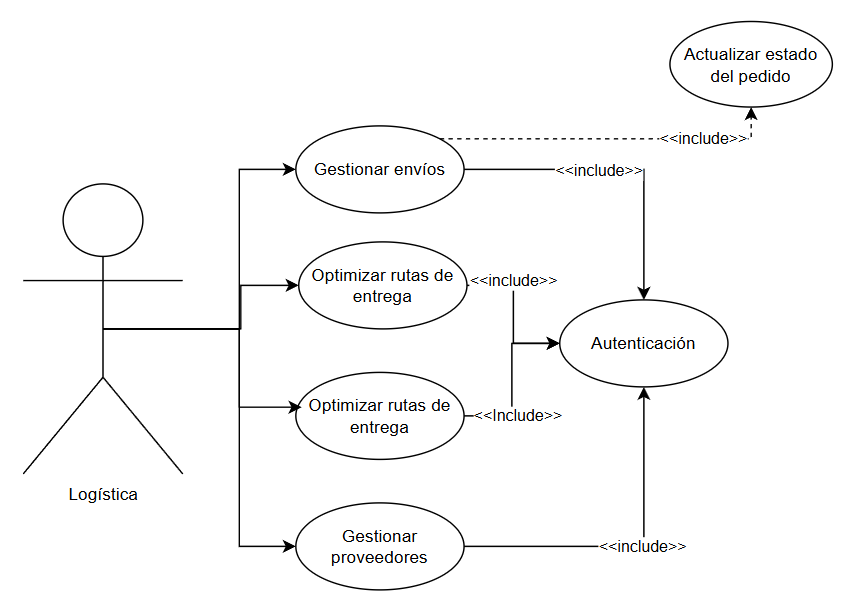 Actualizar estado
del pedido
<<include>>
Gestionar envíos
<<include>>
Optimizar rutas de
entrega
<<include>>
Autenticación
Optimizar rutas de
entrega
<<Include>>
Logística
Gestionar
proveedores
<<include>>